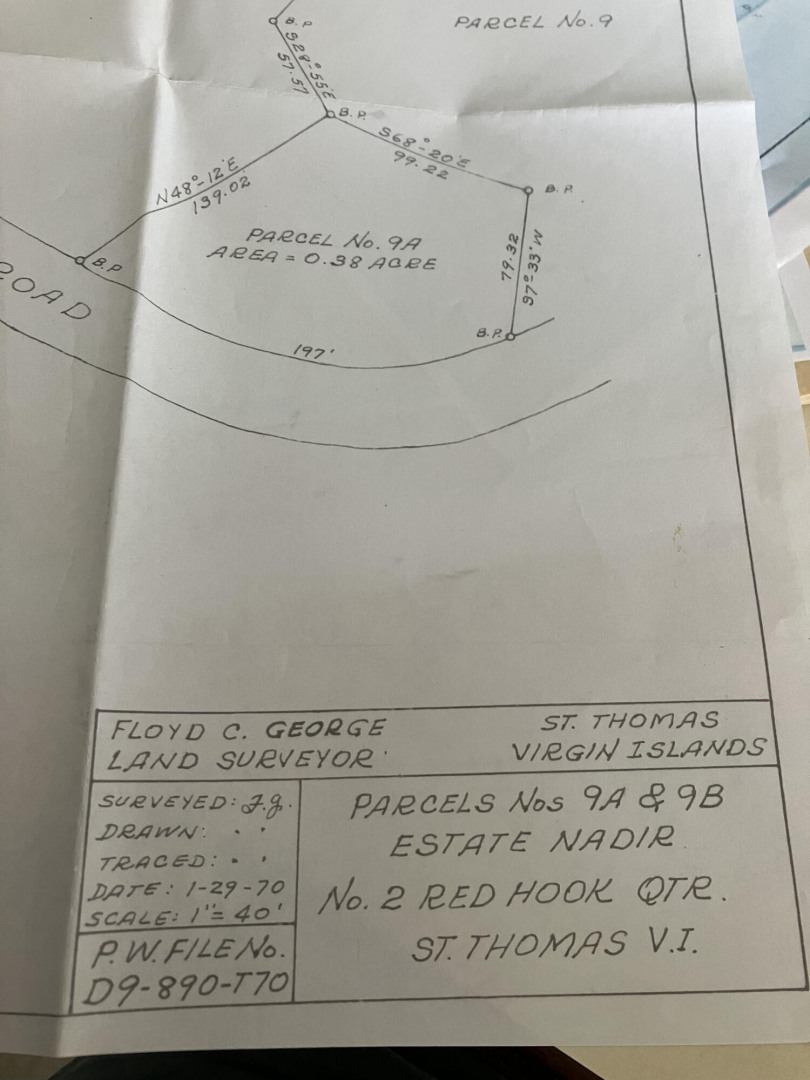 PARCEL No. 9
B. P
S28°-55'E
57.57
B. P.
S68°-20'E
99.22
B. P.
N48°-12'E
139.02
B. P
PARCEL No. 9A
AREA = 0.38 ACRE
79.32
S7°-33'W
B. P.
ROAD
197'
FLOYD C. GEORGE
LAND SURVEYOR
ST. THOMAS
VIRGIN ISLANDS
SURVEYED: F.g.
DRAWN: " "
TRACED: " "
DATE: 1-29-70
SCALE: 1"= 40'
P. W. FILE No.
D9-890-T70
PARCELS Nos 9A & 9B
ESTATE NADIR
No. 2 RED HOOK QTR.
ST. THOMAS V.I.